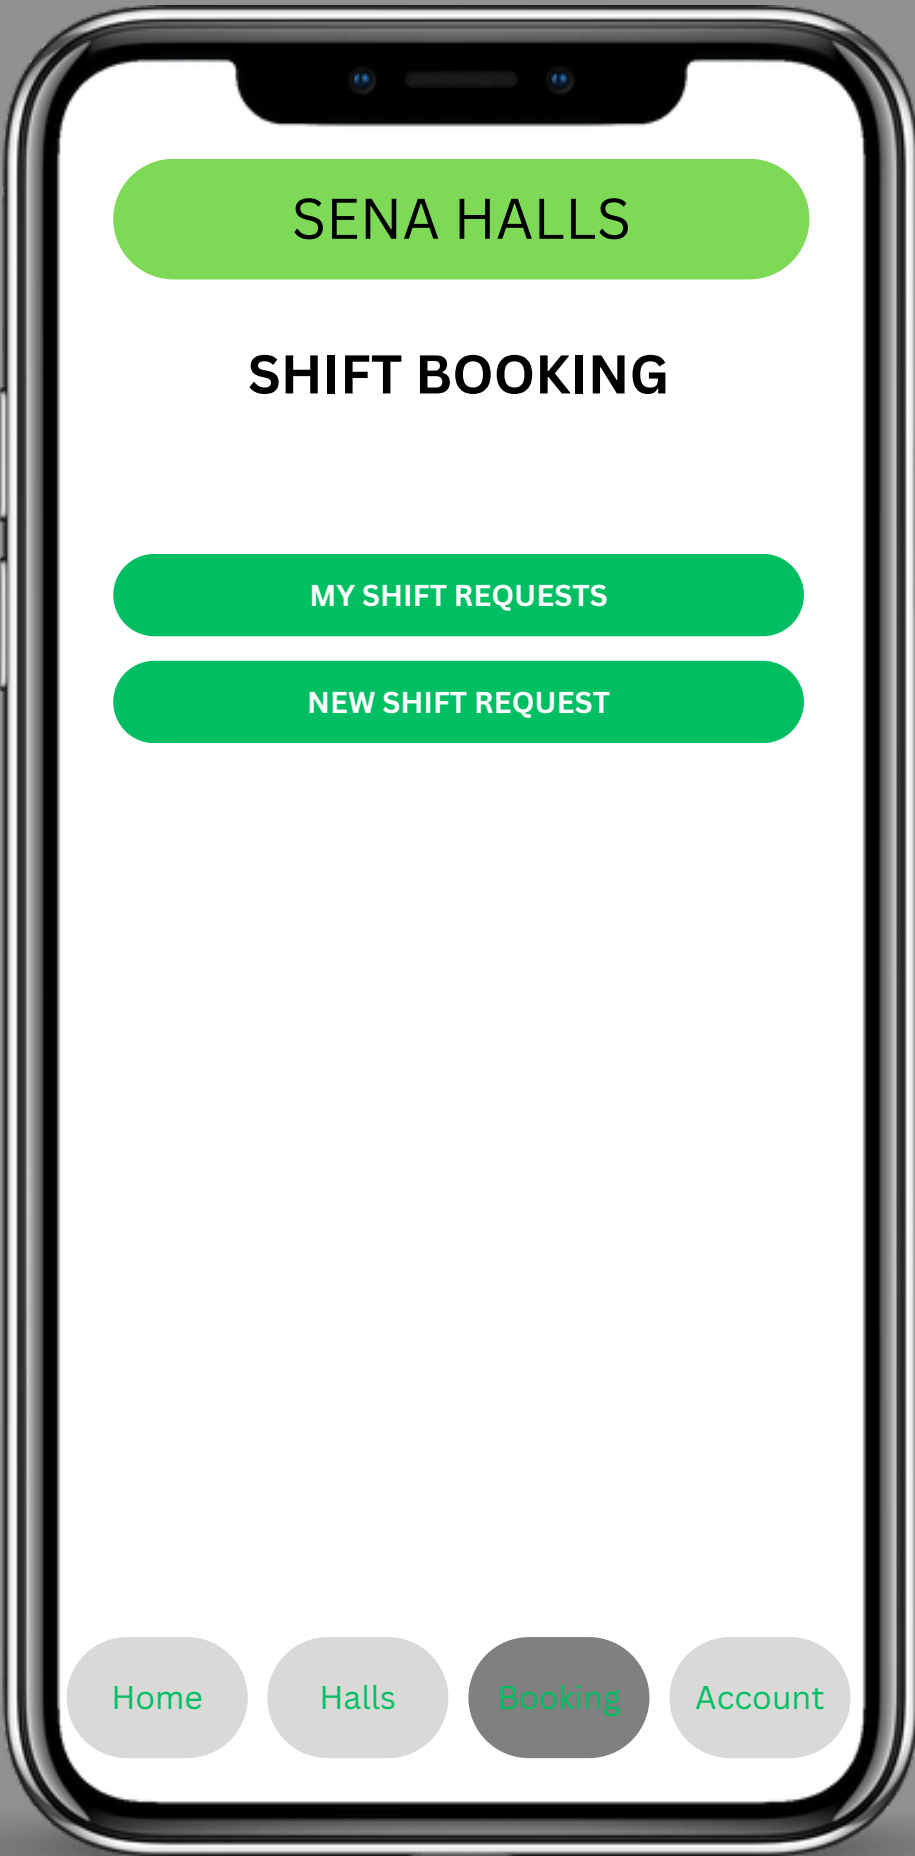 SENA HALLS
SHIFT BOOKING
MY SHIFT REQUESTS
NEW SHIFT REQUEST
Home
Halls
Booking
Account